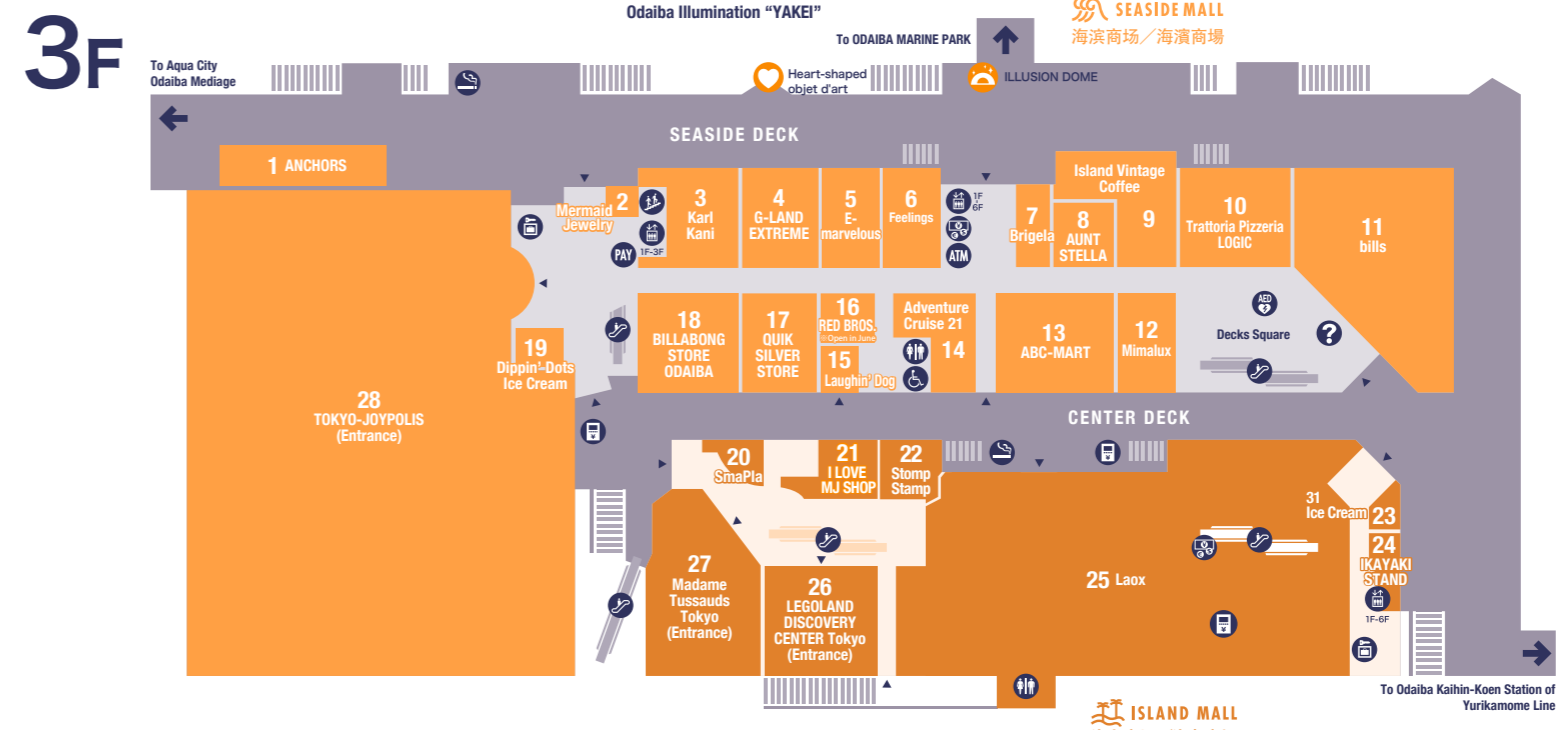 3F
Odaiba Illumination “YAKEI”
SEASIDE MALL
海滨商场／海濱商場
To ODAIBA MARINE PARK
To Aqua City
Odaiba Mediage
Heart-shaped
objet d'art
ILLUSION DOME
SEASIDE DECK
1 ANCHORS
2
Mermaid
Jewelry
1F-3F
PAY
3
Karl
Kani
4
G-LAND
EXTREME
5
E-
marvelous
6
Feelings
1F
-
6F
ATM
7
Brigela
8
AUNT
STELLA
Island Vintage
Coffee
9
10
Trattoria Pizzeria
LOGIC
11
bills
18
BILLABONG
STORE
ODAIBA
17
QUIK
SILVER
STORE
16
RED BROS.
Open in June
15
Laughin' Dog
Adventure
Cruise 21
14
13
ABC-MART
12
Mimalux
AED
Decks Square
?
19
Dippin'-Dots
Ice Cream
28
TOKYO-JOYPOLIS
(Entrance)
CENTER DECK
20
SmaPla
21
I LOVE
MJ SHOP
22
Stomp
Stamp
31
Ice Cream
23
24
IKAYAKI
STAND
1F-6F
25 Laox
27
Madame
Tussauds
Tokyo
(Entrance)
26
LEGOLAND
DISCOVERY
CENTER Tokyo
(Entrance)
To Odaiba Kaihin-Koen Station of
Yurikamome Line
ISLAND MALL